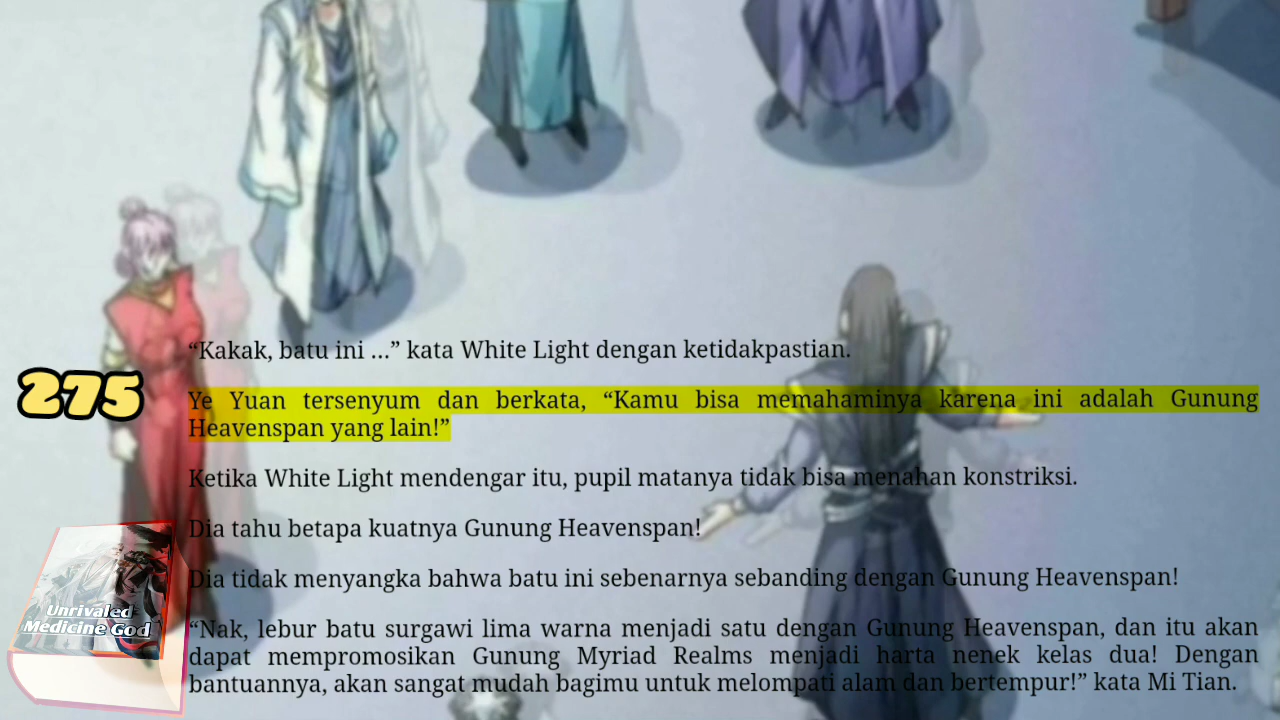 “Kakak, batu ini ...” kata White Light dengan ketidakpastian.
275
Ye Yuan tersenyum dan berkata, “Kamu bisa memahaminya karena ini adalah Gunung
Heavenspan yang lain!”
Ketika White Light mendengar itu, pupil matanya tidak bisa menahan konstriksi.
Dia tahu betapa kuatnya Gunung Heavenspan!
Dia tidak menyangka bahwa batu ini sebenarnya sebanding dengan Gunung Heavenspan!
Unrivaled
Medicine God
“Nak, lebur batu surgawi lima warna menjadi satu dengan Gunung Heavenspan, dan itu akan
dapat mempromosikan Gunung Myriad Realms menjadi harta nenek kelas dua! Dengan
bantuannya, akan sangat mudah bagimu untuk melompati alam dan bertempur!” kata Mi Tian.